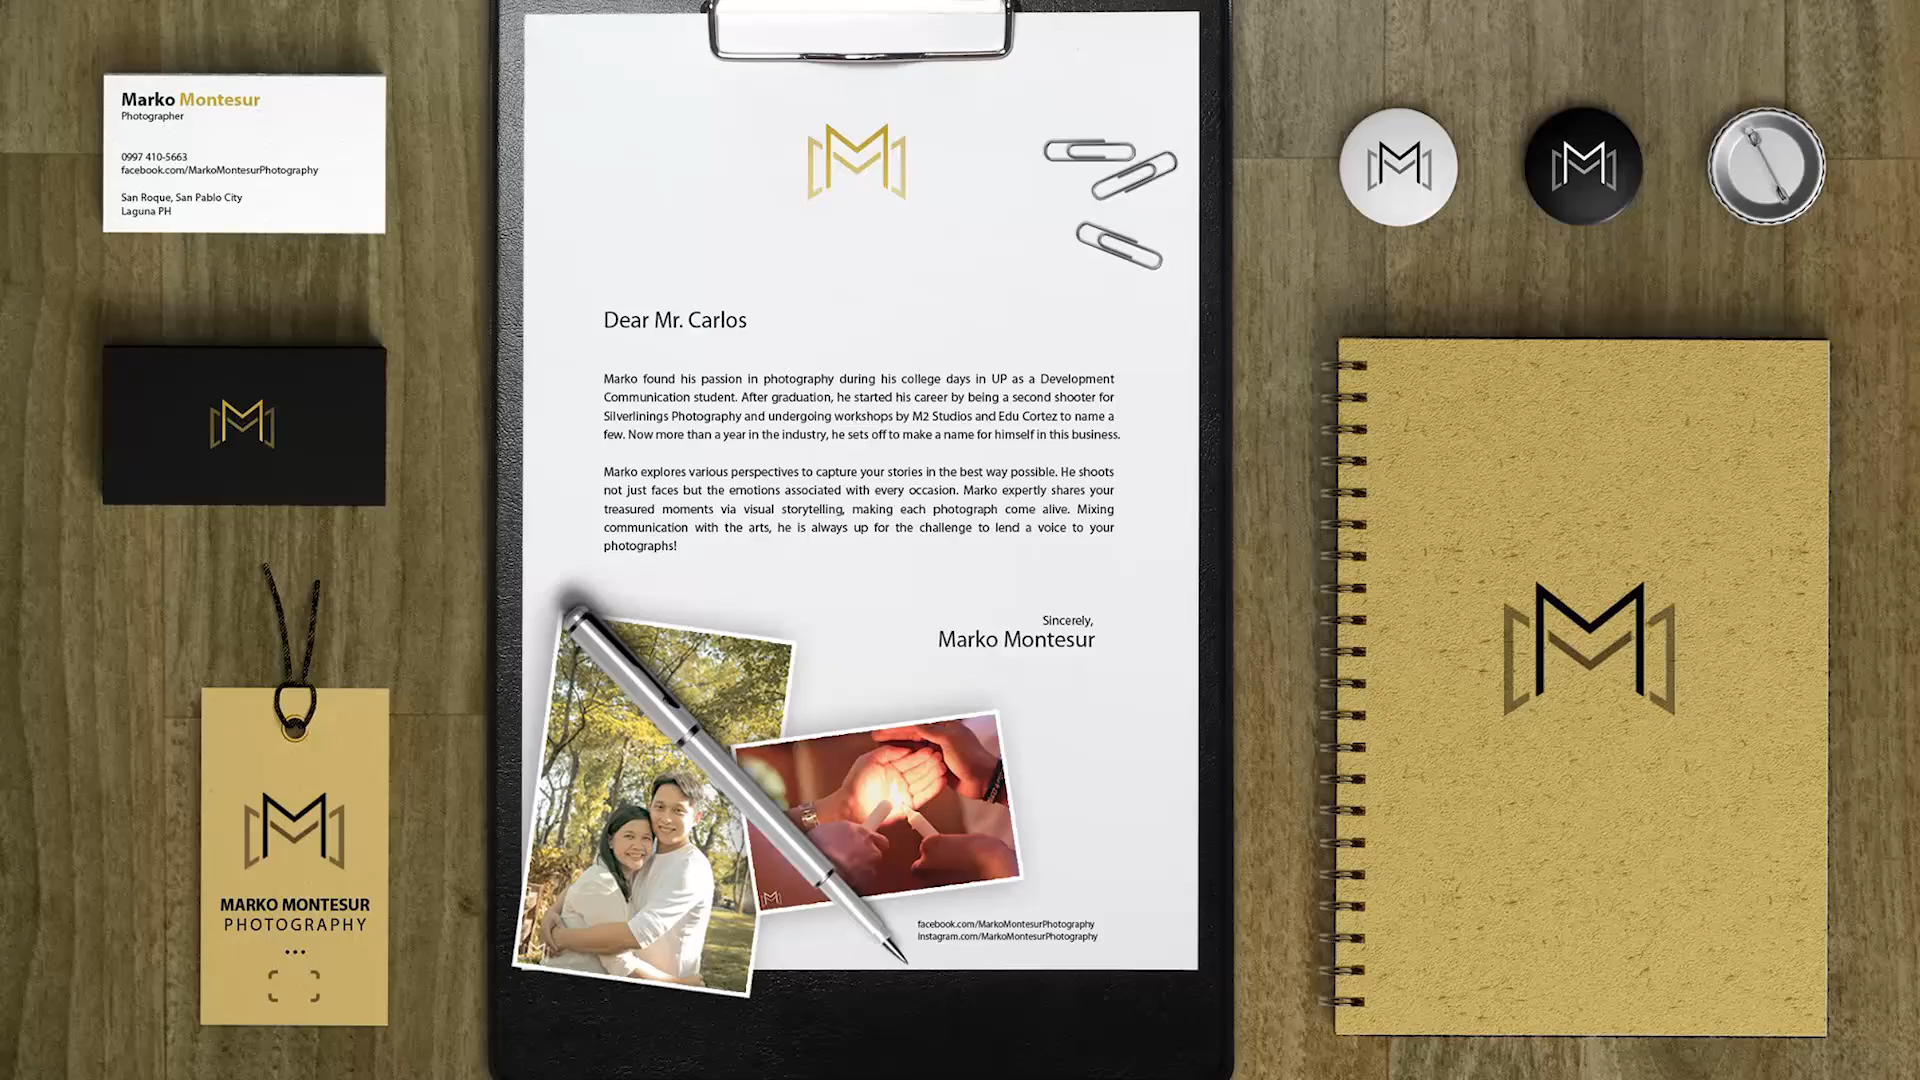 Marko Montesur
Photographer
0997 410-5663
facebook.com/MarkoMontesurPhotography
San Roque, San Pablo City
Laguna PH
MARKO MONTESUR
PHOTOGRAPHY
Dear Mr. Carlos
Marko found his passion in photography during his college days in UP as a Development
Communication student. After graduation, he started his career by being a second shooter for
Silverlinings Photography and undergoing workshops by M2 Studios and Edu Cortez to name a
few. Now more than a year in the industry, he sets off to make a name for himself in this business.
Marko explores various perspectives to capture your stories in the best way possible. He shoots
not just faces but the emotions associated with every occasion. Marko expertly shares your
treasured moments via visual storytelling, making each photograph come alive. Mixing
communication with the arts, he is always up for the challenge to lend a voice to your
photographs!
Sincerely,
Marko Montesur
facebook.com/MarkoMontesurPhotography
instagram.com/MarkoMontesurPhotography